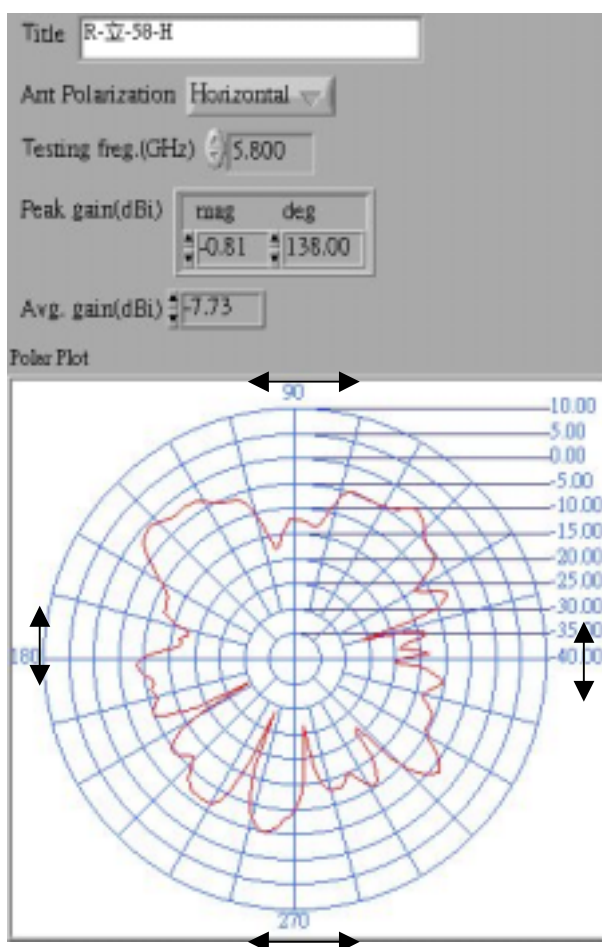 Title R-立-58-H
Ant Polarization Horizontal
Testing freg.(GHz) 5.800
Peak gain(dBi) mag deg
-0.81 138.00
Avg. gain(dBi) -7.73
Polar Plot
90
10.00
5.00
0.00
-5.00
-10.00
-15.00
-20.00
-25.00
-30.00
-35.00
180 -40.00
270